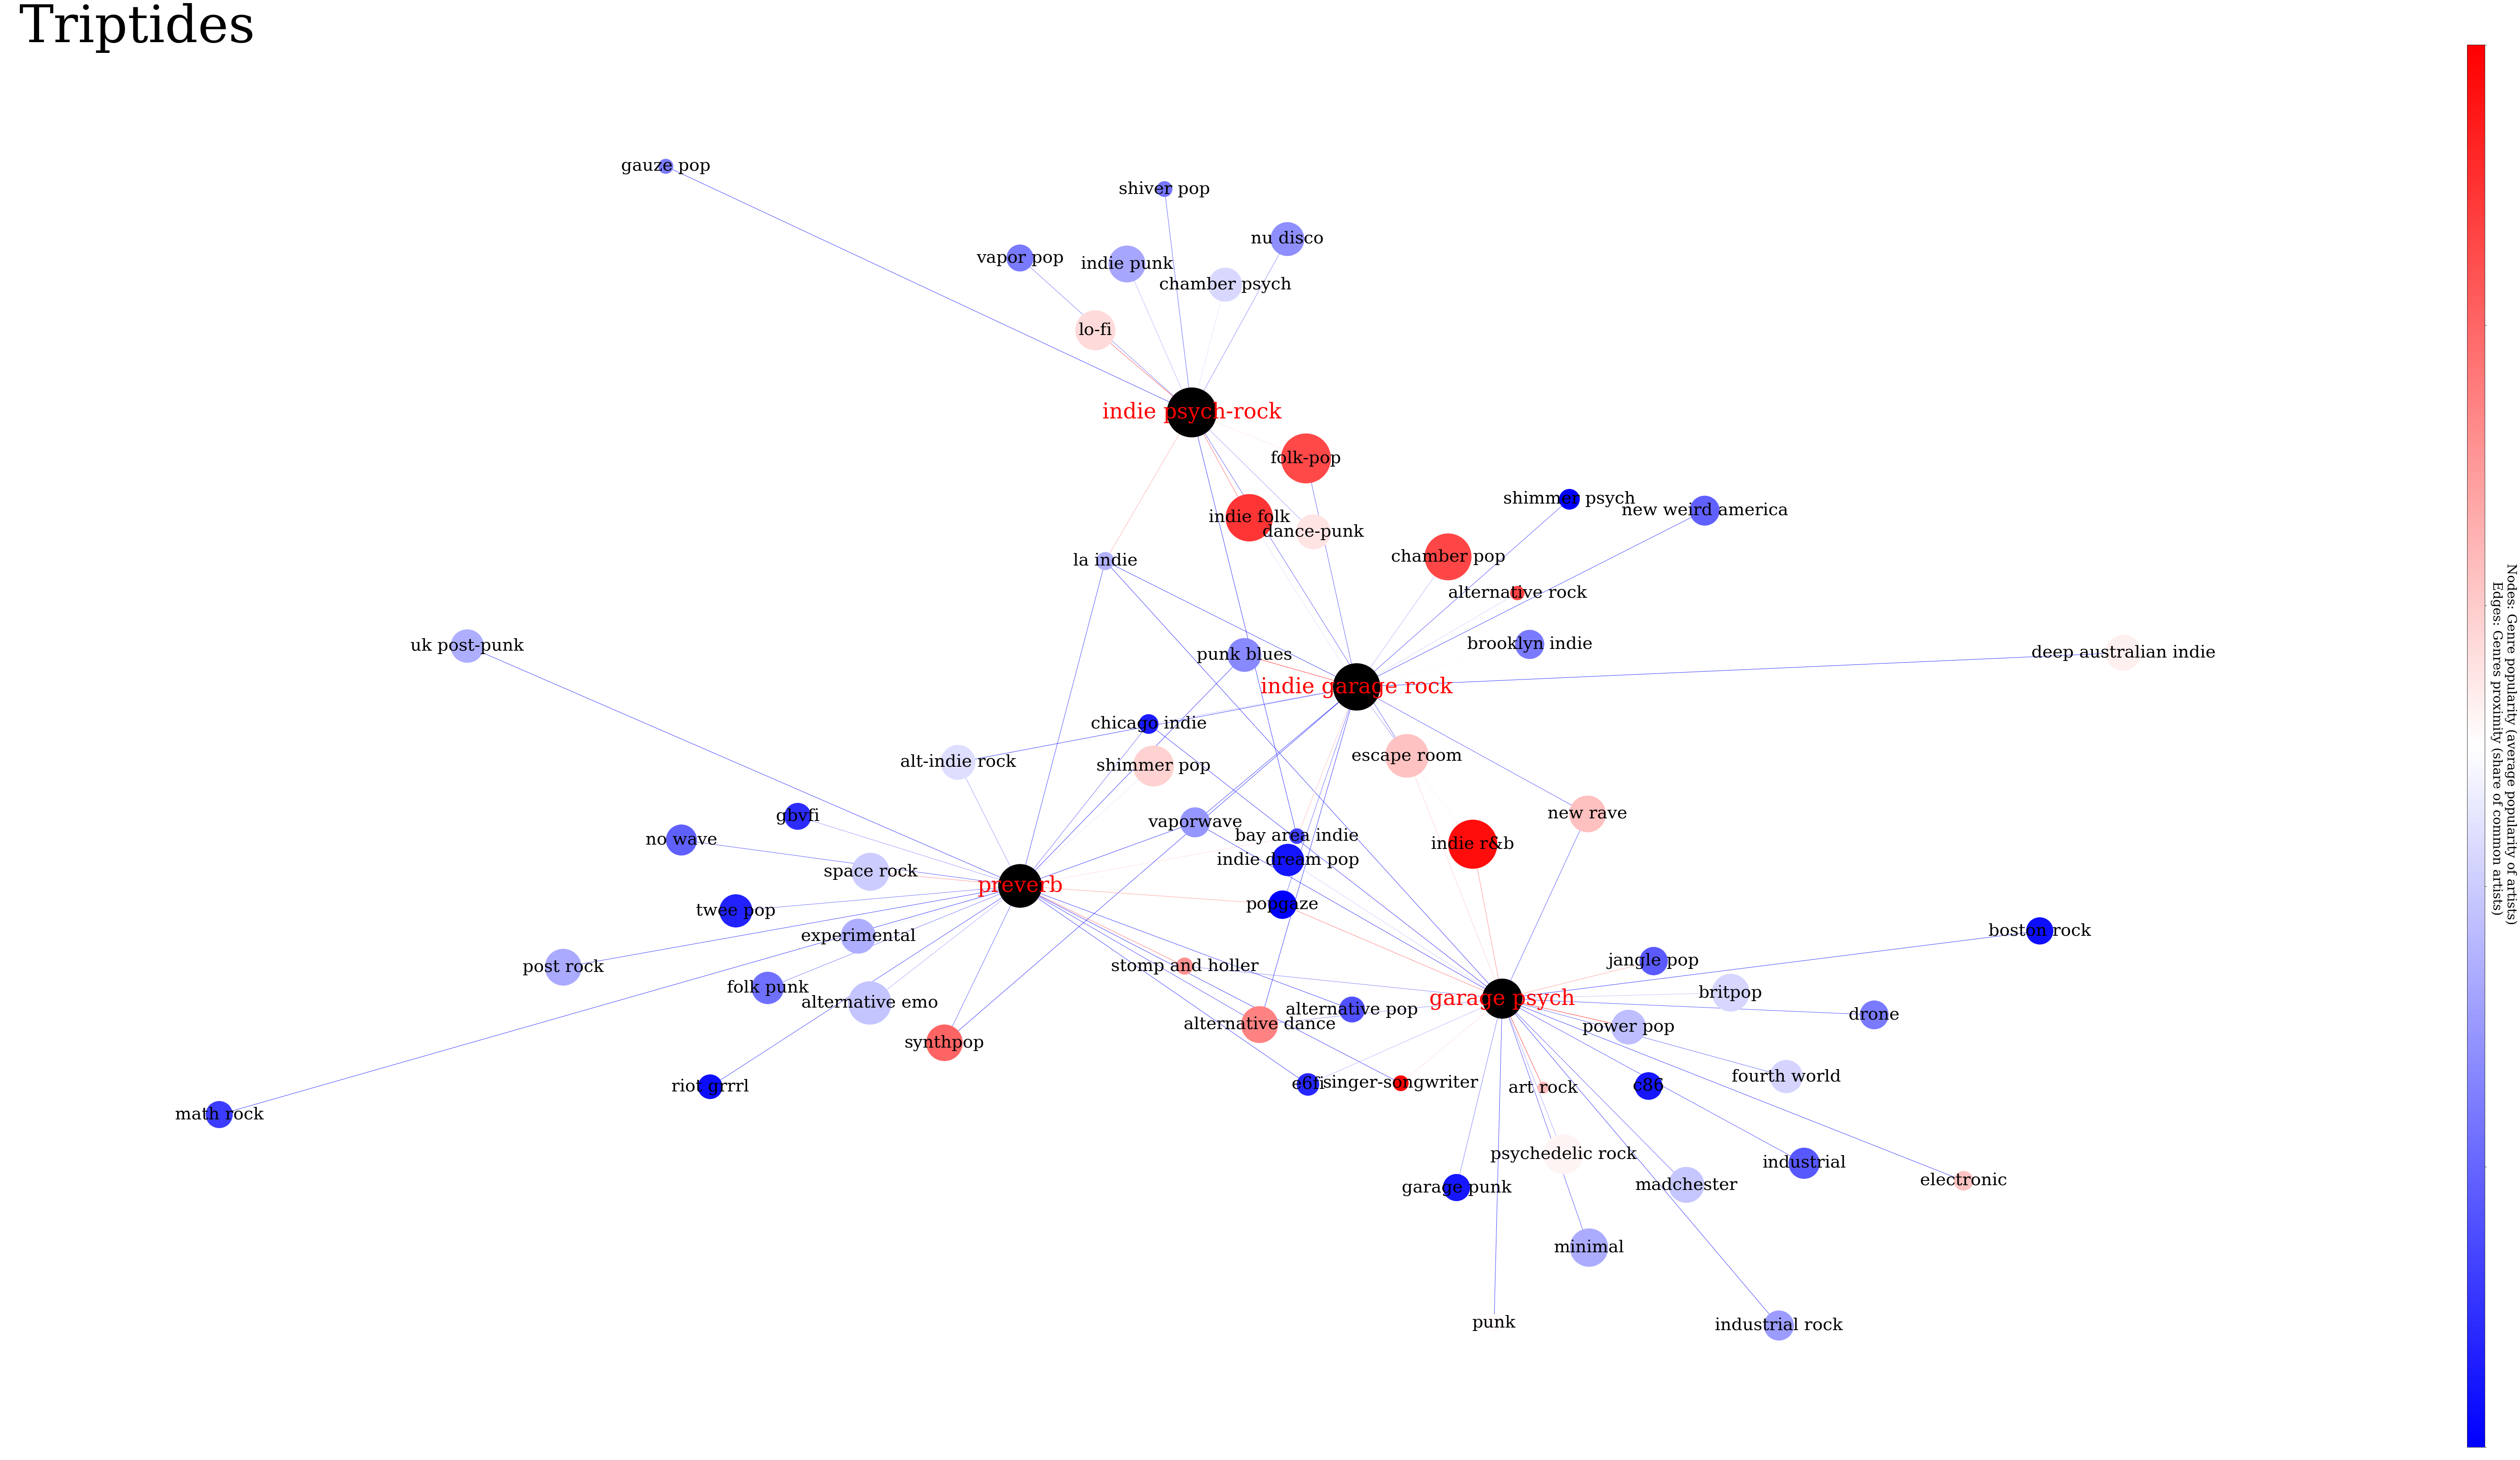 Triptides
gauze pop
shiver pop
nu disco
vapor pop
indie punk
chamber psych
lo-fi
indie psych-rock
folk-pop
shimmer psych
new weird america
indie folk
dance-punk
chamber pop
la indie
alternative rock
uk post-punk
brooklyn indie
punk blues
deep australian indie
indie garage rock
chicago indie
escape room
alt-indie rock
shimmer pop
new rave
gbvfi
vaporwave
bay area indie
no wave
indie r&b
indie dream pop
space rock
preverb
popgaze
twee pop
boston rock
experimental
jangle pop
post rock
stomp and holler
folk punk
britpop
garage psych
alternative emo
alternative pop
drone
alternative dance
power pop
synthpop
fourth world
riot grrrl
e6fi
singer-songwriter
art rock
c86
math rock
psychedelic rock
industrial
electronic
garage punk
madchester
minimal
punk
industrial rock
Nodes: Genre popularity (average popularity of artists)
Edges: Genres proximity (share of common artists)